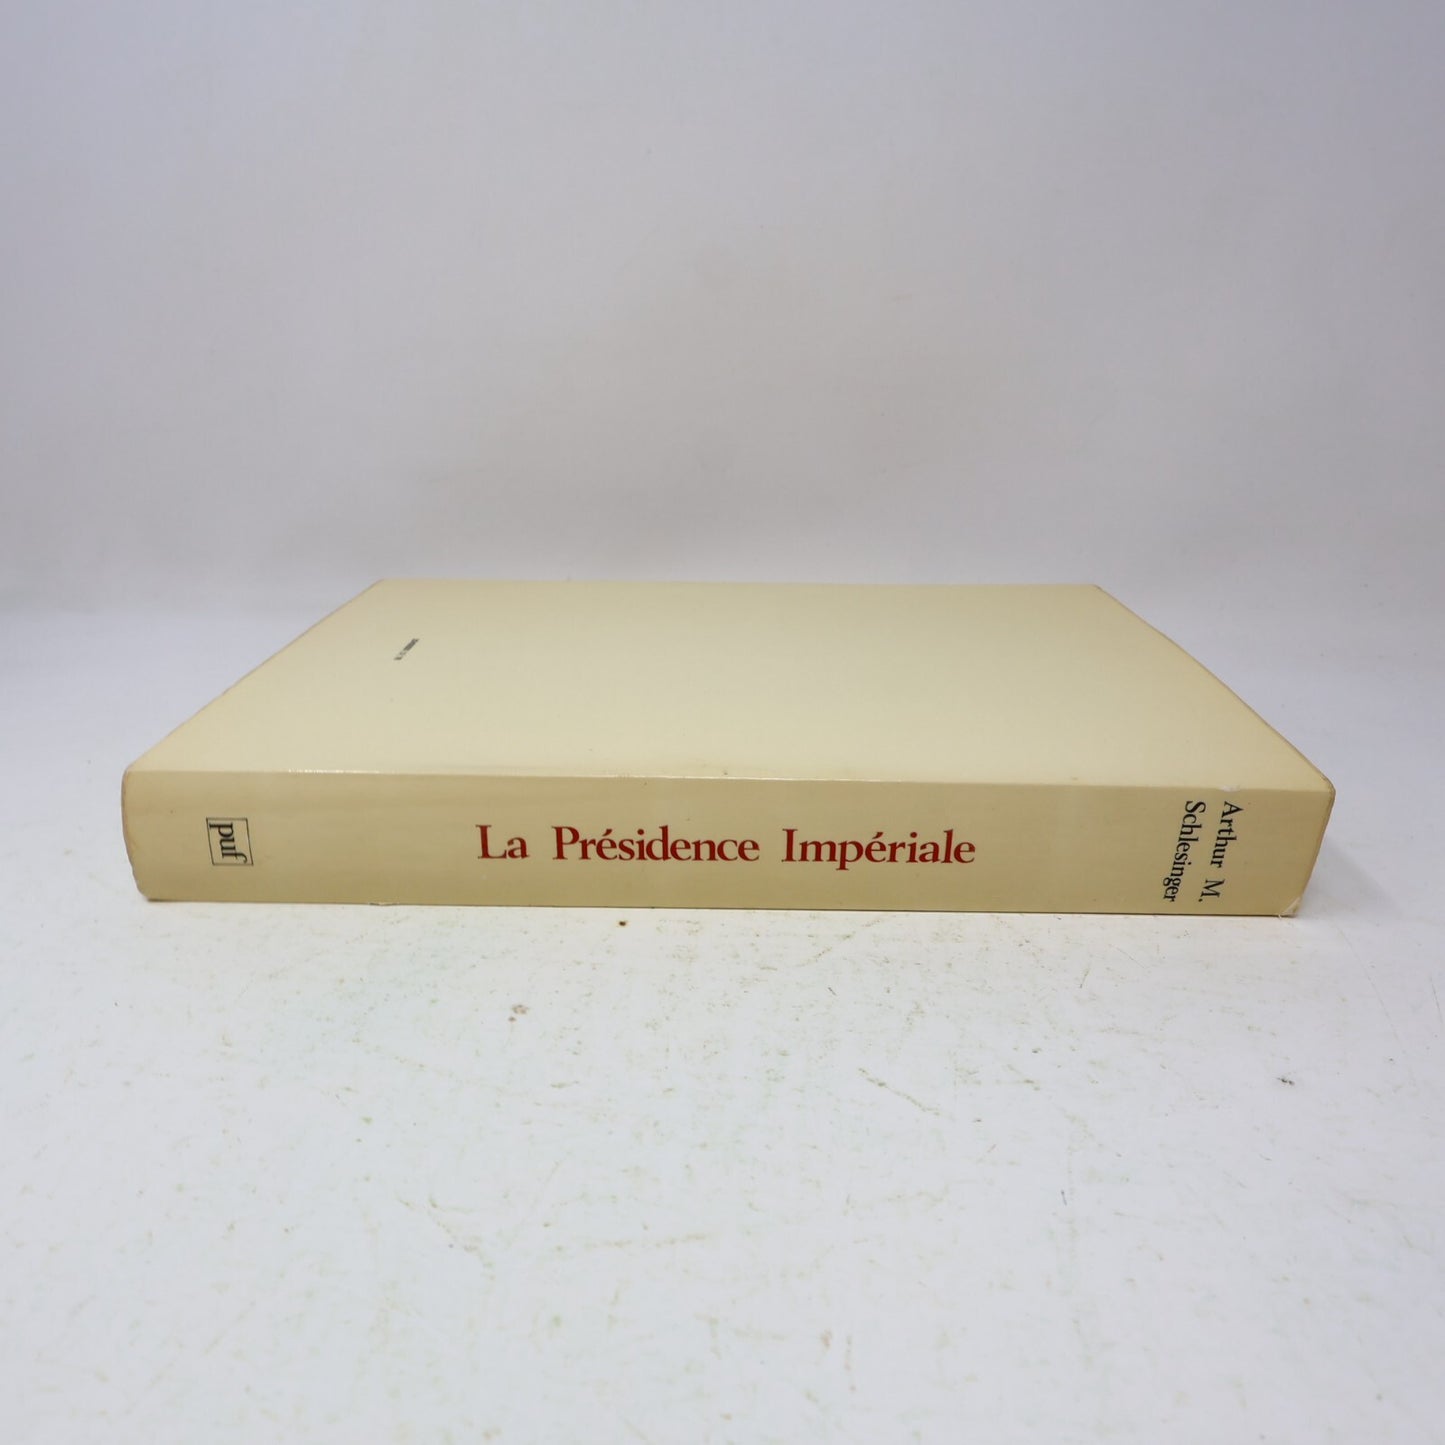 Arthur M.
Schlesinger
La Présidence Impériale
puf